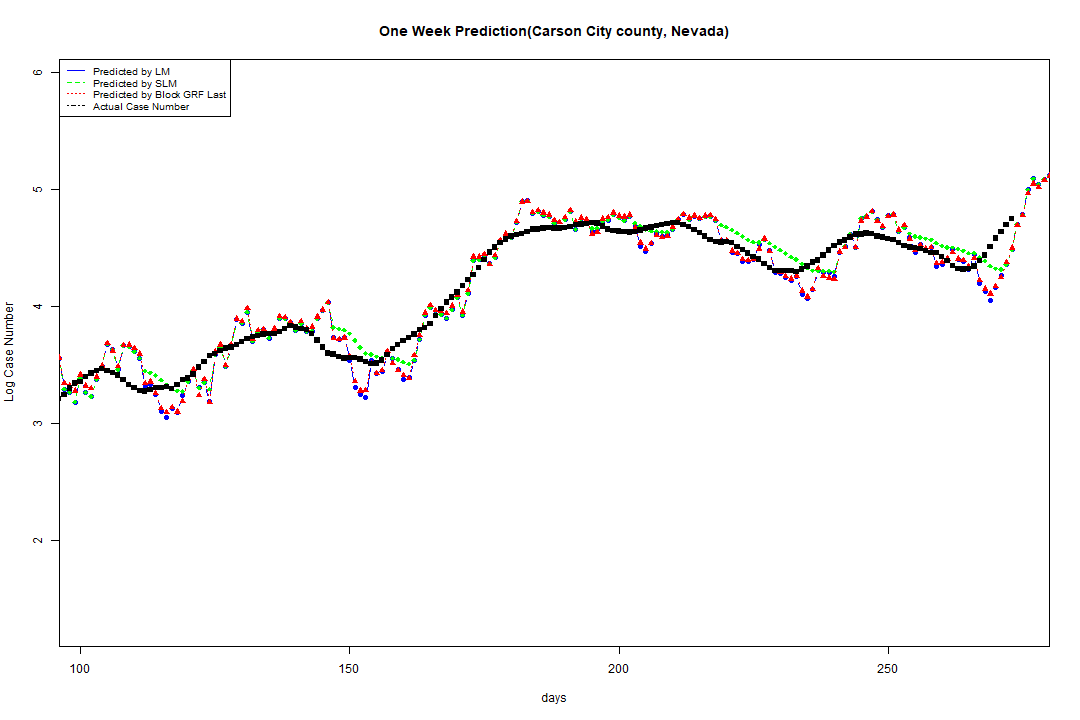 One Week Prediction(Carson City county, Nevada)
Predicted by LM
Predicted by SLM
Predicted by Block GRF Last
Actual Case Number
6
5
4
3
2
Log Case Number
100 150 200 250
days